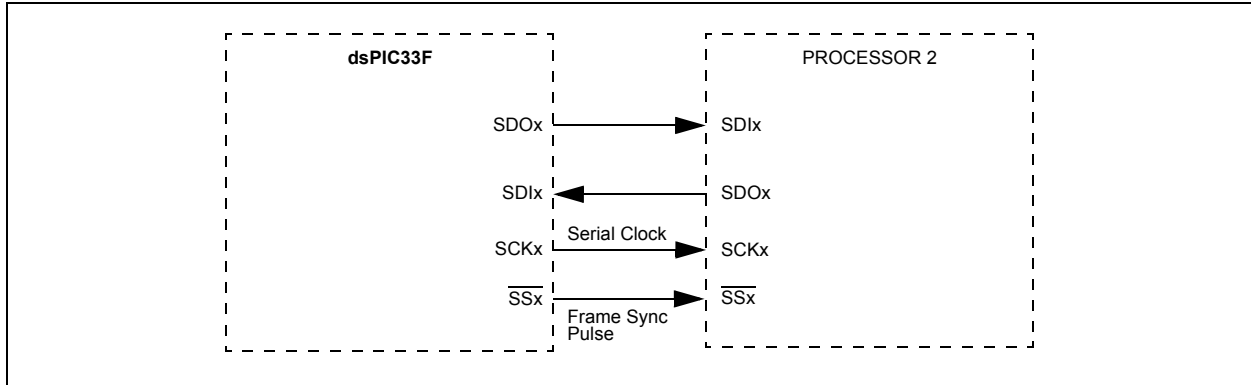 dsPIC33F
PROCESSOR 2
SDOx
SDIx
SDIx
SDOx
SCKx
Serial Clock
SCKx
SSx
Frame Sync
Pulse
SSx